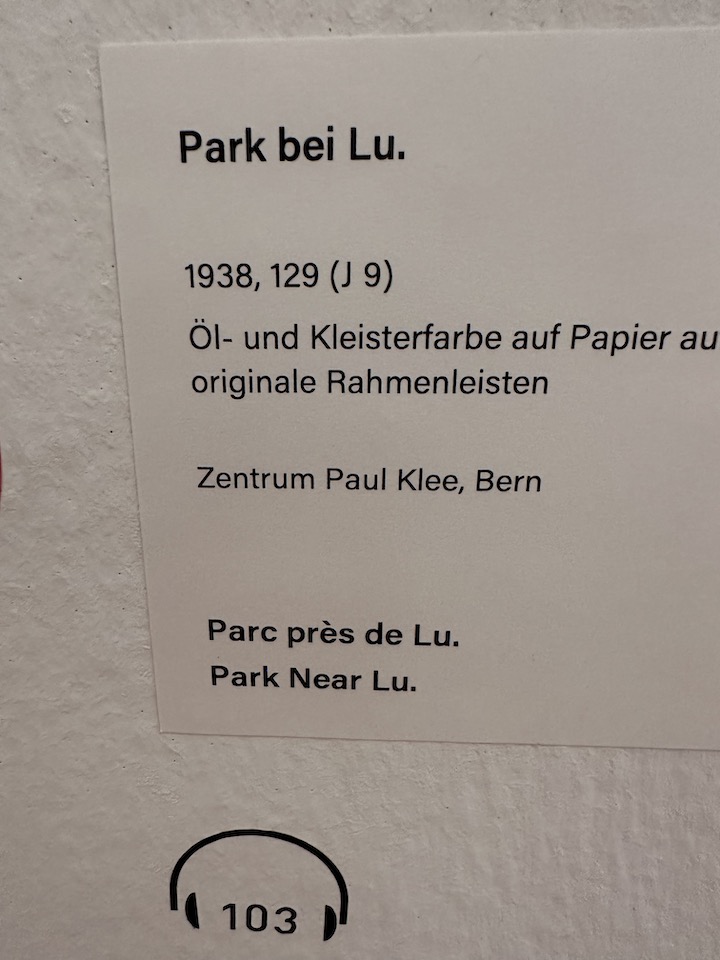 Park bei Lu.
1938, 129 (J 9)
Öl- und Kleisterfarbe auf Papier au
originale Rahmenleisten
Zentrum Paul Klee, Bern
Parc près de Lu.
Park Near Lu.
103